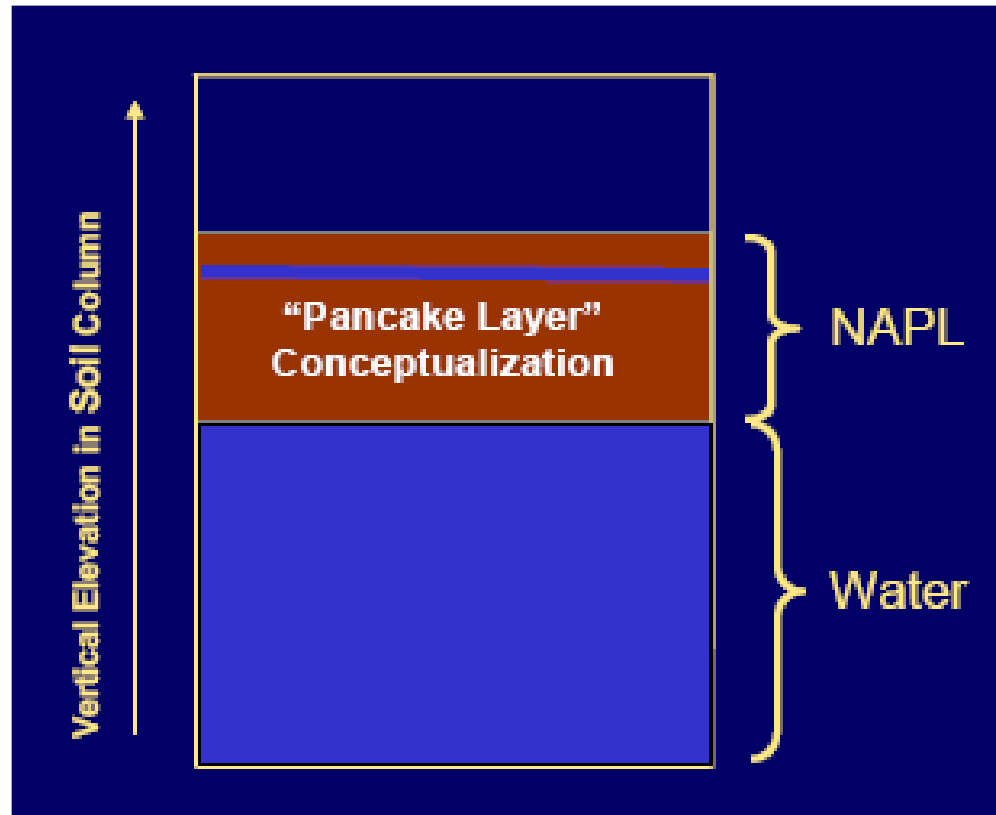 Vertical Elevation in Soil Column
“Pancake Layer”
Conceptualization
NAPL
Water